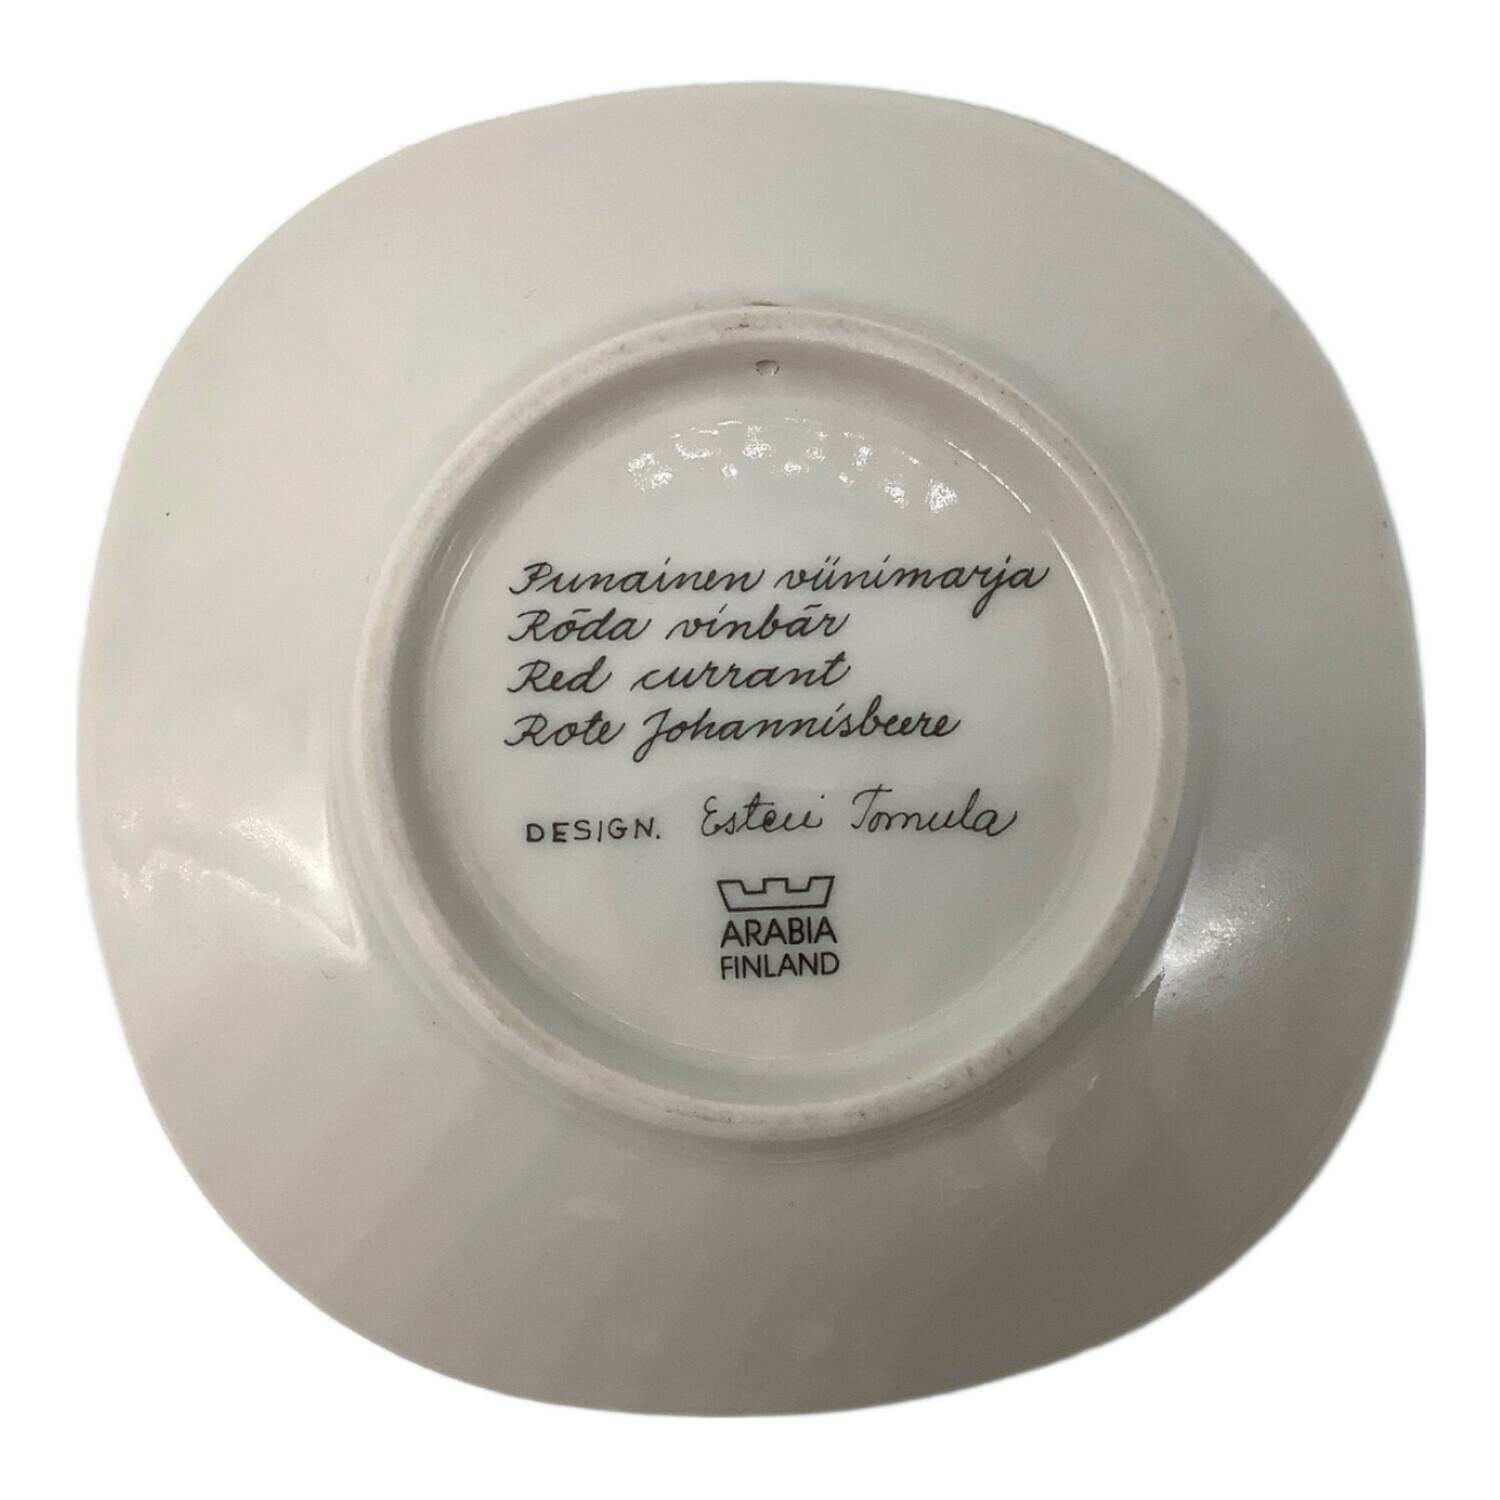 Punainen viinimarja
Röda vinbär
Red currant
Rote Johannisbeere
DESIGN. Esteri Tomula
ARABIA
FINLAND